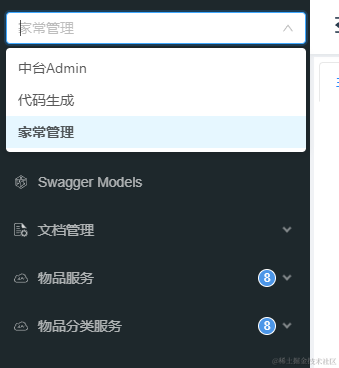 家常管理
中台Admin
代码生成
家常管理
Swagger Models
文档管理
物品服务 8
物品分类服务 8
@稀土掘金技术社区